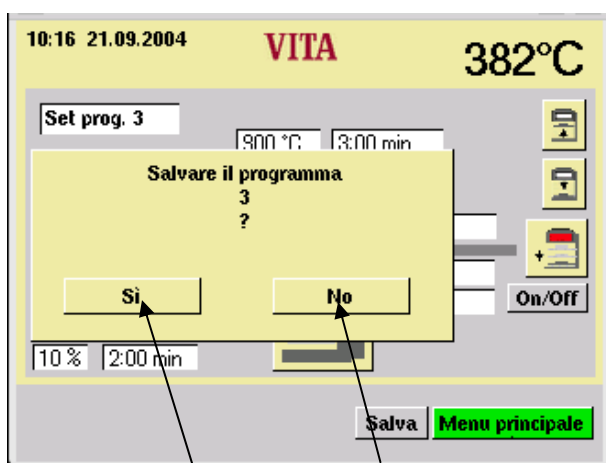 10:16 21.09.2004 VITA 382°C
Set prog. 3
900 °C 3:00 min
Salvare il programma
3
?
Sì No
On/Off
10 % 2:00 min
Salva Menu principale